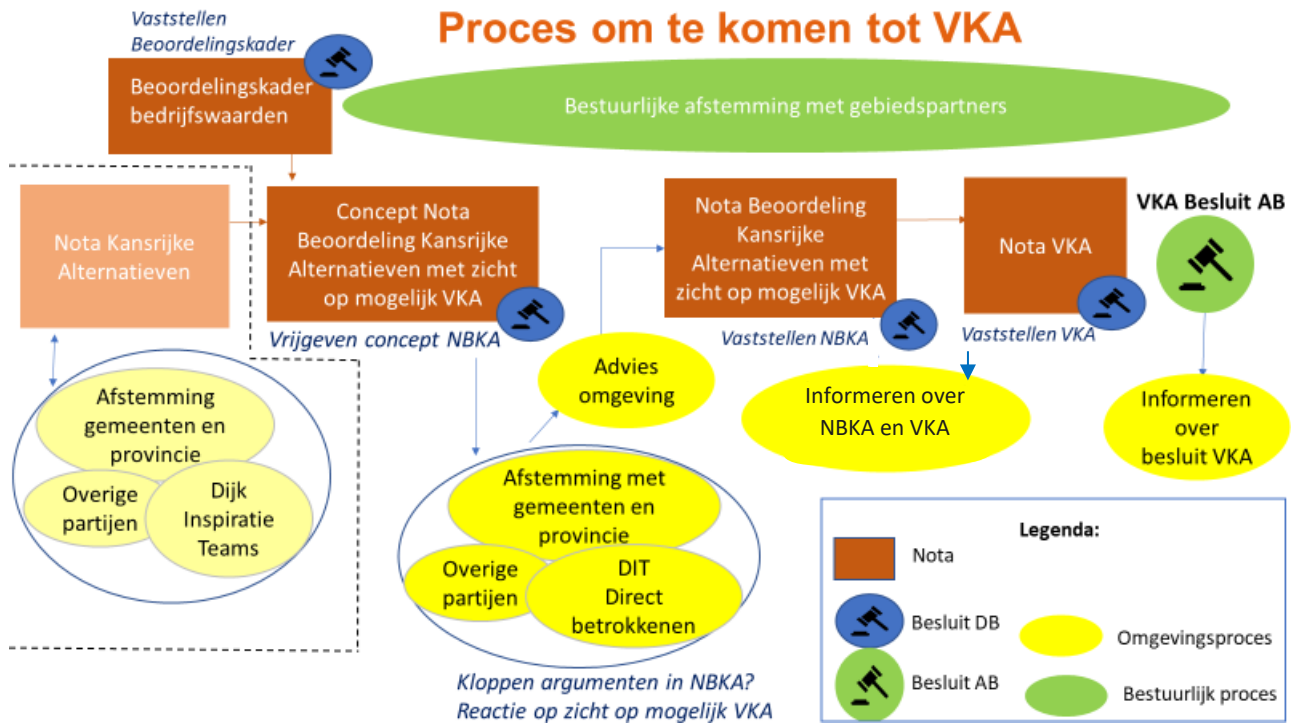 Proces om te komen tot VKA
Vaststellen
Beoordelingskader
Beoordelingskader
bedrijfswaarden
Bestuurlijke afstemming met gebiedspartners
Nota Kansrijke
Alternatieven
Concept Nota
Beoordeling Kansrijke
Alternatieven met zicht
op mogelijk VKA
Vrijgeven concept NBKA
Nota Beoordeling
Kansrijke
Alternatieven met
zicht op mogelijk VKA
Vaststellen NBKA
Nota VKA
Vaststellen VKA
VKA Besluit AB
Afstemming
gemeenten en
provincie
Overige
partijen
Dijk
Inspiratie
Teams
Advies
omgeving
Informeren over
NBKA en VKA
Informeren
over
besluit VKA
Afstemming met
gemeenten en
provincie
Overige
partijen
DIT
Direct
betrokkenen
Kloppen argumenten in NBKA?
Reactie op zicht op mogelijk VKA
Legenda:
Nota
Besluit DB
Omgevingsproces
Besluit AB
Bestuurlijk proces